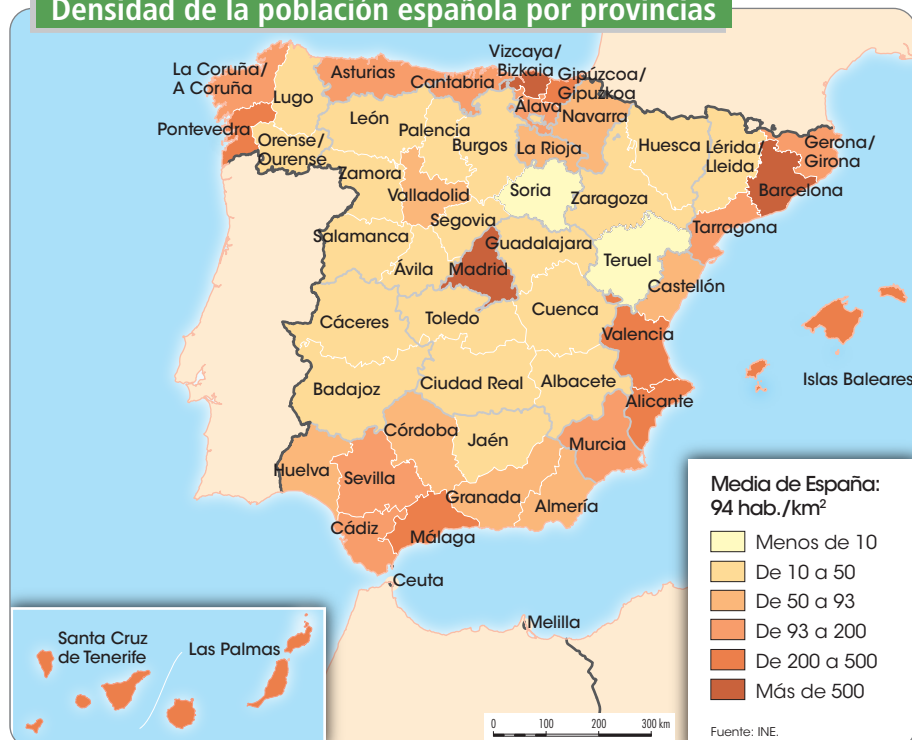 Densidad de la población española por provincias
La Coruña/
A Coruña
Lugo
Asturias
Cantabria
Vizcaya/
Bizkaia
Gipúzcoa/
Gipuzkoa
Álava
Navarra
Pontevedra
Orense/
Ourense
León
Palencia
Burgos
La Rioja
Huesca
Lérida/
Lleida
Gerona/
Girona
Barcelona
Zamora
Valladolid
Soria
Zaragoza
Tarragona
Segovia
Salamanca
Ávila
Madrid
Guadalajara
Teruel
Castellón
Cáceres
Toledo
Cuenca
Valencia
Islas Baleares
Badajoz
Ciudad Real
Albacete
Alicante
Córdoba
Jaén
Murcia
Huelva
Sevilla
Granada
Almería
Cádiz
Málaga
Ceuta
Melilla
Santa Cruz
de Tenerife
Las Palmas
Media de España:
94 hab./km²
Menos de 10
De 10 a 50
De 50 a 93
De 93 a 200
De 200 a 500
Más de 500
Fuente: INE.
0 100 200 300 km